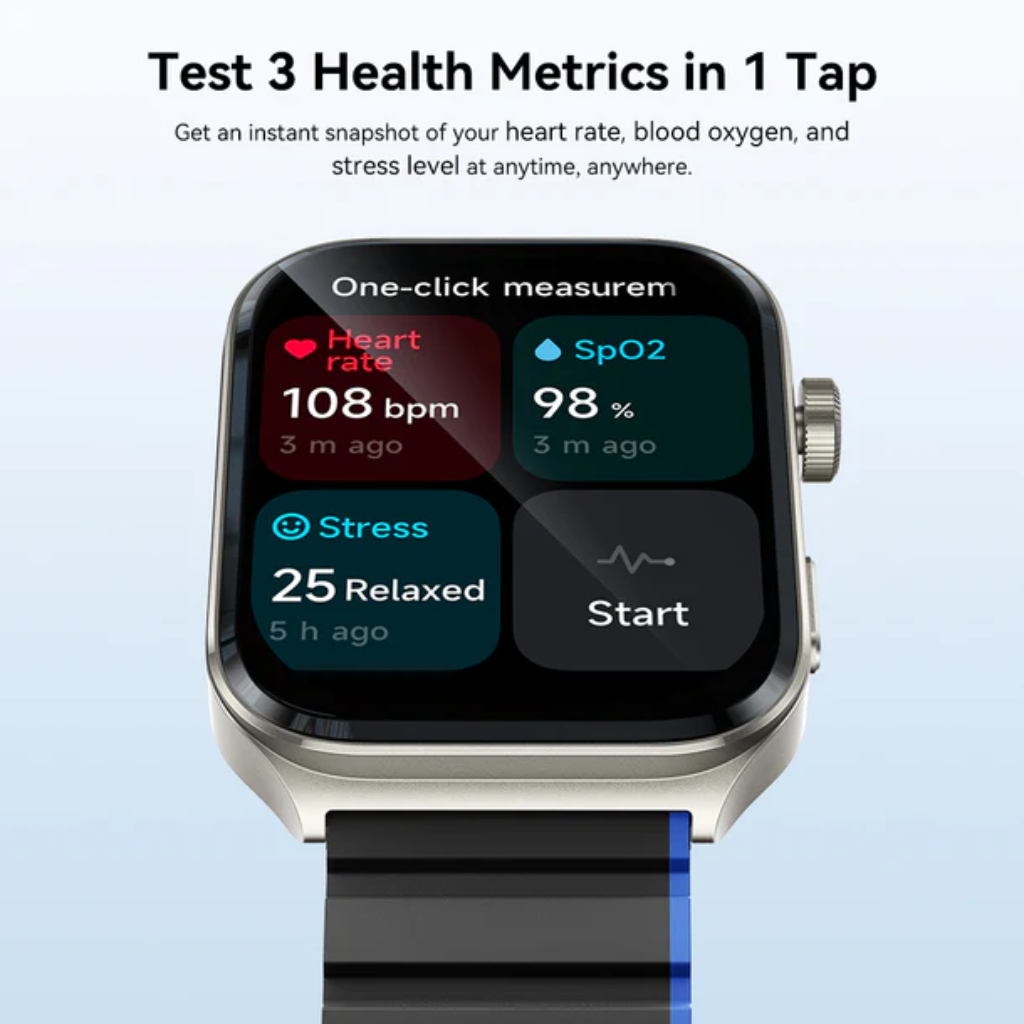 Test 3 Health Metrics in 1 Tap
Get an instant snapshot of your heart rate, blood oxygen, and
stress level at anytime, anywhere.
One-click measurem
Heart
rate
108 bpm
3 m ago
SpO2
98 %
3 m ago
Stress
25 Relaxed
5 h ago
Start